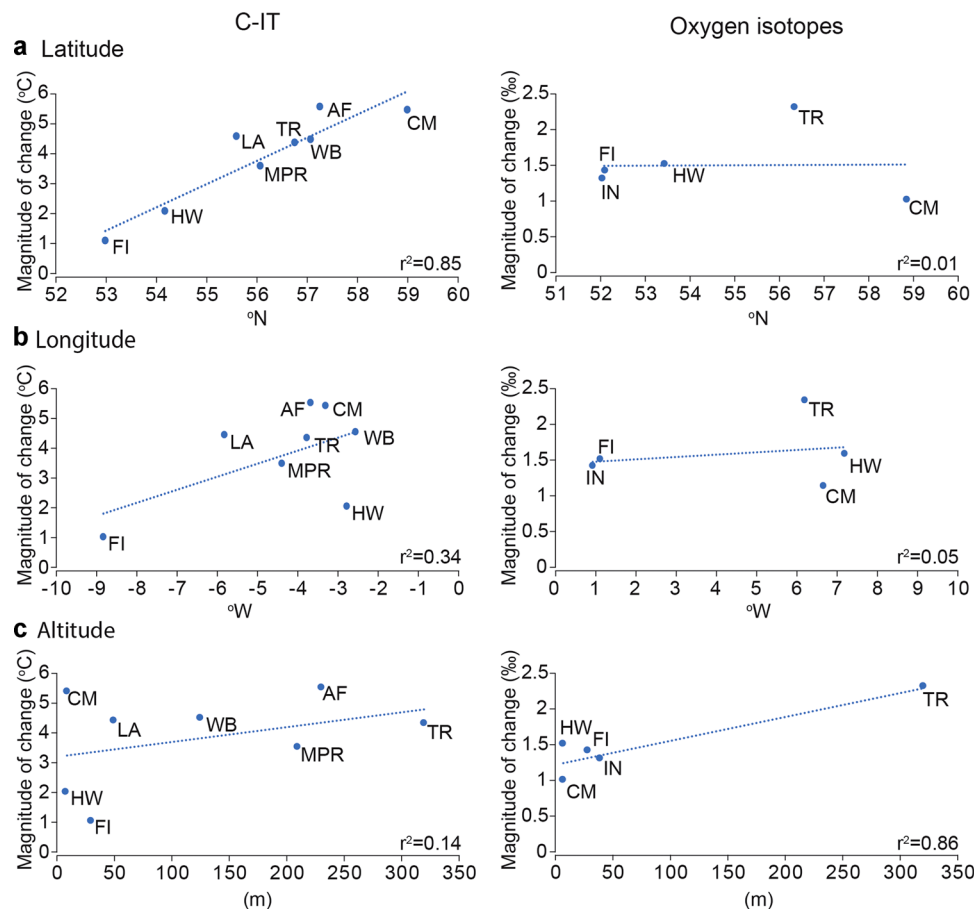 C-IT
Oxygen isotopes
a Latitude
Magnitude of change (ºC)
6
5
4
3
2
1
0
52 53 54 55 56 57 58 59 60
ºN
FI
HW
LA
MPR
TR
WB
AF
CM
r²=0.85
Magnitude of change (‰)
2.5
2
1.5
1
0.5
0
51 52 53 54 55 56 57 58 59 60
ºN
FI
IN
HW
TR
CM
r²=0.01
b Longitude
Magnitude of change (ºC)
6
5
4
3
2
1
0
-10 -9 -8 -7 -6 -5 -4 -3 -2 -1 0
ºW
FI
LA
AF
CM
TR
WB
MPR
HW
r²=0.34
Magnitude of change (‰)
2.5
2
1.5
1
0.5
0
0 1 2 3 4 5 6 7 8 9 10
ºW
FI
IN
TR
HW
CM
r²=0.05
c Altitude
Magnitude of change (ºC)
6
5
4
3
2
1
0
0 50 100 150 200 250 300 350
(m)
CM
LA
WB
AF
MPR
TR
HW
FI
r²=0.14
Magnitude of change (‰)
2.5
2
1.5
1
0.5
0
0 50 100 150 200 250 300 350
(m)
HW
FI
IN
CM
TR
r²=0.86